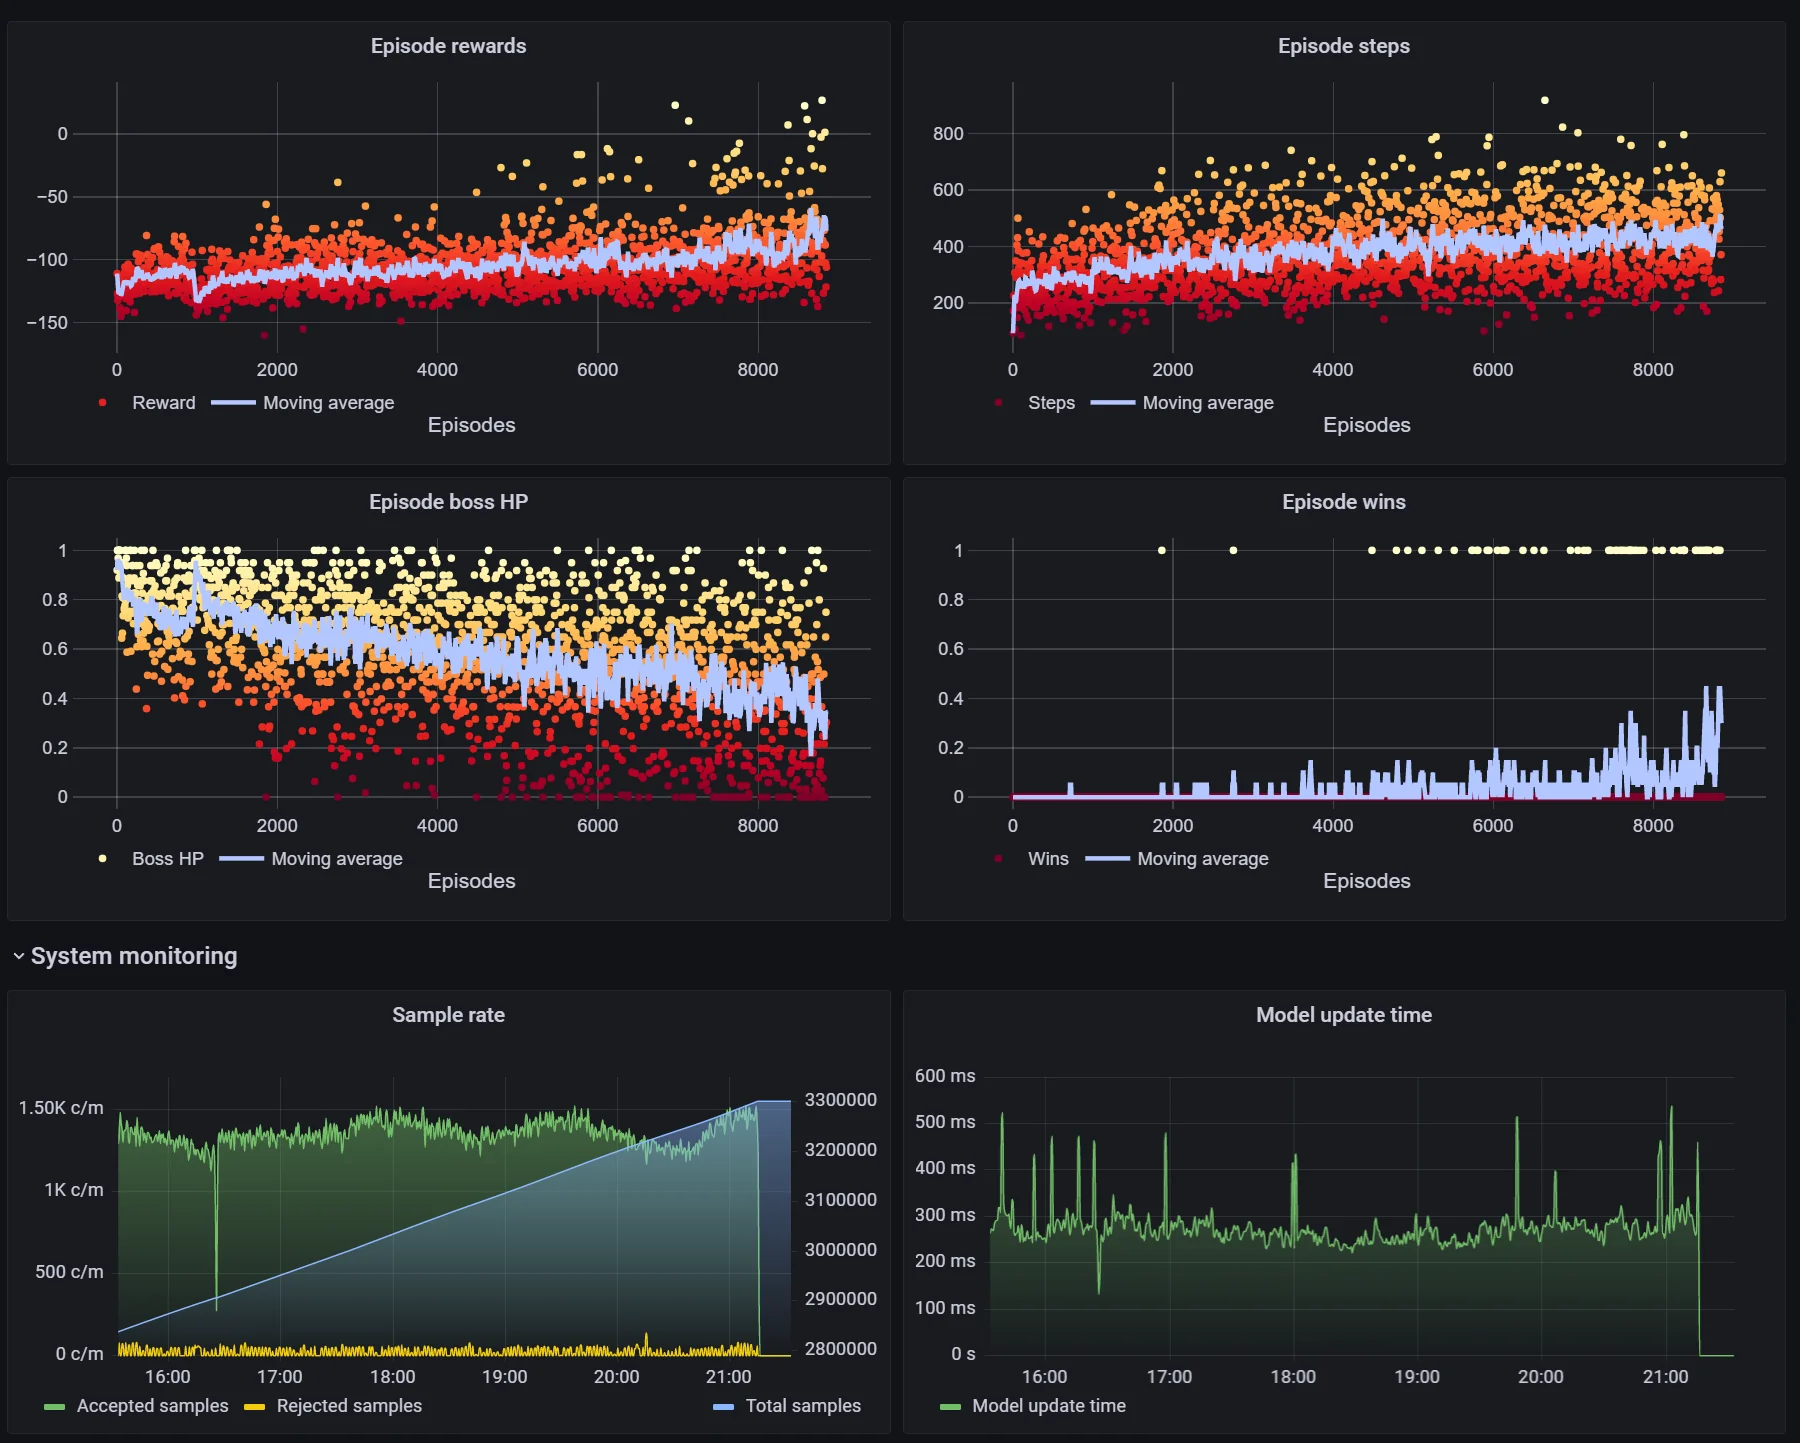 Episode rewards
0
−50
−100
−150
0 2000 4000 6000 8000
Reward Moving average
Episodes
Episode steps
800
600
400
200
0 2000 4000 6000 8000
Steps Moving average
Episodes
Episode boss HP
1
0.8
0.6
0.4
0.2
0
0 2000 4000 6000 8000
Boss HP Moving average
Episodes
Episode wins
1
0.8
0.6
0.4
0.2
0
0 2000 4000 6000 8000
Wins Moving average
Episodes
System monitoring
Sample rate
1.50K c/m
1K c/m
500 c/m
0 c/m
3300000
3200000
3100000
3000000
2900000
2800000
16:00 17:00 18:00 19:00 20:00 21:00
Accepted samples Rejected samples Total samples
Model update time
600 ms
500 ms
400 ms
300 ms
200 ms
100 ms
0 s
16:00 17:00 18:00 19:00 20:00 21:00
Model update time